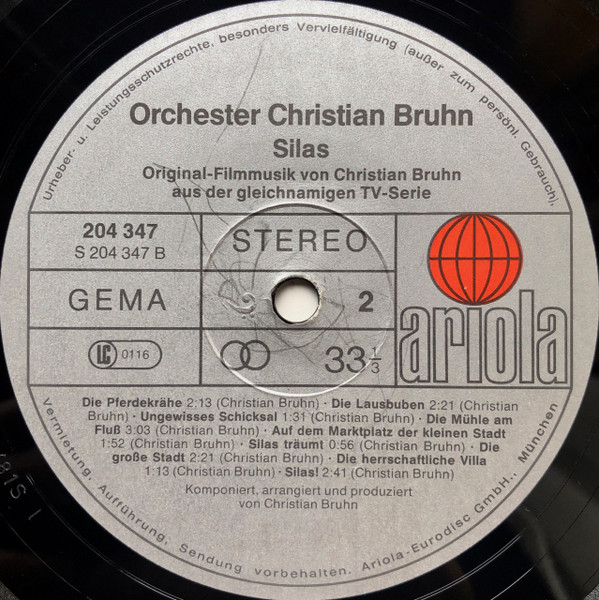 Urheber- u. Leistungsschutzrechte, besonders Vervielfältigung (außer zum persönl. Gebrauch),
Orchester Christian Bruhn
Silas
Original-Filmmusik von Christian Bruhn
aus der gleichnamigen TV-Serie
204 347
S 204 347 B
STEREO
GEMA
2
ariola
LC 0116
33 1/3
Die Pferdekrähe 2:13 (Christian Bruhn) · Die Lausbuben 2:21 (Christian
Bruhn) · Ungewisses Schicksal 1:31 (Christian Bruhn) · Die Mühle am
Fluß 3:03 (Christian Bruhn) · Auf dem Marktplatz der kleinen Stadt
1:52 (Christian Bruhn) · Silas träumt 0:56 (Christian Bruhn) · Die
große Stadt 2:21 (Christian Bruhn) · Die herrschaftliche Villa
1:13 (Christian Bruhn) · Silas! 2:41 (Christian Bruhn)
Komponiert, arrangiert und produziert
von Christian Bruhn
Vermietung, Aufführung, Sendung vorbehalten. Ariola-Eurodisc GmbH., München